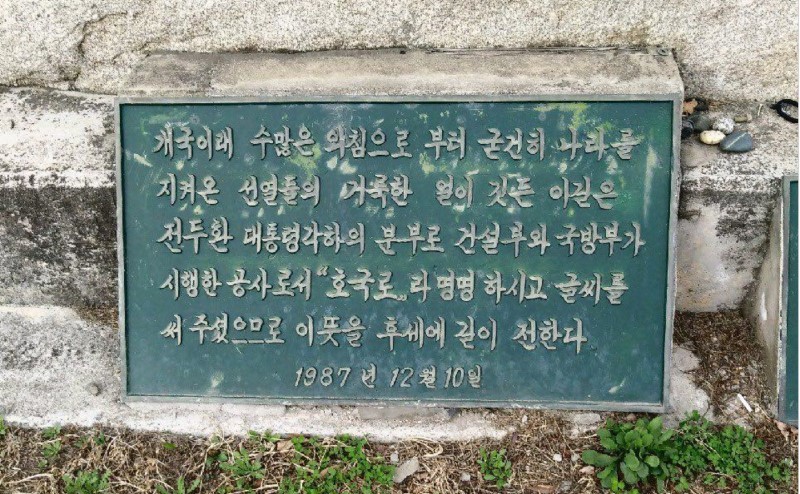 개국이래 수많은 외침으로 부터 굳건히 나라를
지켜온 선열들의 거룩한 얼이 깃든 이길은
전두환 대통령각하의 분부로 건설부와 국방부가
시행한 공사로서 “호국로„ 라 명명 하시고 글씨를
써 주셨으므로 이 뜻을 후세에 길이 전한다.
1987년 12월 10일